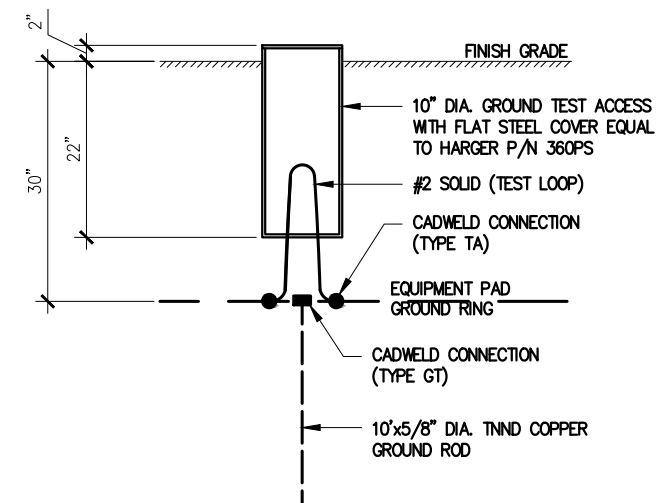 2"
FINISH GRADE
22"
30"
10" DIA. GROUND TEST ACCESS
WITH FLAT STEEL COVER EQUAL
TO HARGER P/N 360PS
#2 SOLID (TEST LOOP)
CADWELD CONNECTION
(TYPE TA)
EQUIPMENT PAD
GROUND RING
CADWELD CONNECTION
(TYPE GT)
10'x5/8" DIA. TNND COPPER
GROUND ROD